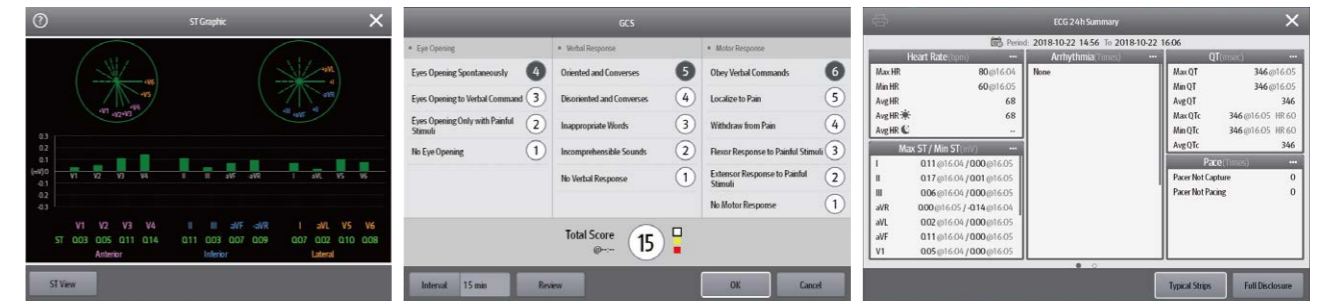 ST Graphic
+V6
+V5
+V1
+V4
+V2+V3
+aVL
+I
-aVR
+III
+II
+aVF
0.3
0.2
0.1
(mV)0
-0.1
-0.2
-0.3
V1 V2 V3 V4 II III aVF -aVR I aVL V5 V6
V1 V2 V3 V4 II III aVF -aVR I aVL V5 V6
ST 0.03 0.05 0.11 0.14 0.11 0.03 0.07 0.09 0.07 0.02 0.10 0.08
Anterior Inferior Lateral
ST View
GCS
Eye Opening Verbal Response Motor Response
Eyes Opening Spontaneously 4 Oriented and Converses 5 Obey Verbal Commands 6
Eyes Opening to Verbal Command 3 Disoriented and Converses 4 Localize to Pain 5
Eyes Opening Only with Painful
Stimuli 2 Inappropriate Words 3 Withdraw from Pain 4
No Eye Opening 1 Incomprehensible Sounds 2 Flexor Response to Painful Stimuli 3
No Verbal Response 1 Extensor Response to Painful
Stimuli 2
No Motor Response 1
Total Score 15
@--:--
Interval 15 min Review OK Cancel
ECG 24h Summary
Period: 2018-10-22 14:56 To 2018-10-22 16:06
Heart Rate(bpm) ···
Max HR 80@16:04
Min HR 60@16:05
Avg HR 68
Avg HR 68
Avg HR --
Max ST / Min ST(mV) ···
I 0.11@16:04 / 0.00@16:05
II 0.17@16:04 / 0.01@16:05
III 0.06@16:04 / 0.00@16:05
aVR 0.00@16:05 / -0.14@16:04
aVL 0.02@16:04 / 0.00@16:05
aVF 0.11@16:04 / 0.00@16:05
V1 0.05@16:04 / 0.00@16:05
Arrhythmia(Times) ···
None
QT(msec) ···
Max QT 346@16:05
Min QT 346@16:05
Avg QT 346
Max QTc 346@16:05 HR 60
Min QTc 346@16:05 HR 60
Avg QTc 346
Pace(Times) ···
Pacer Not Capture 0
Pacer Not Pacing 0
Typical Strips Full Disclosure